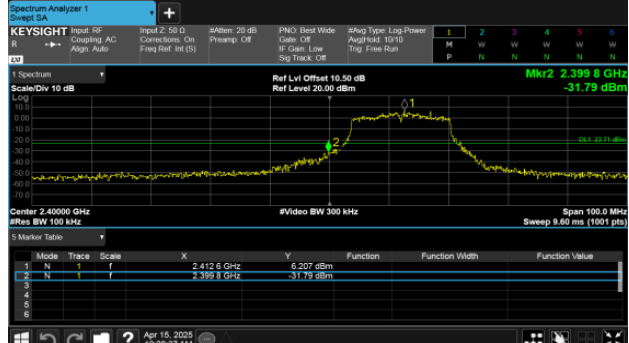 Spectrum Analyzer 1
Swept SA
+
KEYSIGHT Input: RF Input Z: 50 Ω #Atten: 20 dB PNO: Best Wide #Avg Type: Log-Power 1 2 3 4 5 6
R Coupling: AC Corrections: On Preamp: Off Gate: Off Avg|Hold: 10/10 M W W W W W
Align: Auto Freq Ref: Int (S) IF Gain: Low Trig: Free Run P N N N N N
LXI Sig Track: Off
1 Spectrum Ref Lvl Offset 10.50 dB Mkr2 2.399 8 GHz
Scale/Div 10 dB Ref Level 20.00 dBm -31.79 dBm
Log
10.0
0.00
-10.0
-20.0
-30.0
-40.0
-50.0
-60.0
-70.0
1
2
DL1 -23.71 dBm
Center 2.40000 GHz #Video BW 300 kHz Span 100.0 MHz
#Res BW 100 kHz Sweep 9.60 ms (1001 pts)
5 Marker Table
Mode Trace Scale X Y Function Function Width Function Value
1 N 1 f 2.412 6 GHz 6.207 dBm
2 N 1 f 2.399 8 GHz -31.79 dBm
3
4
5
6
? Apr 15, 2025